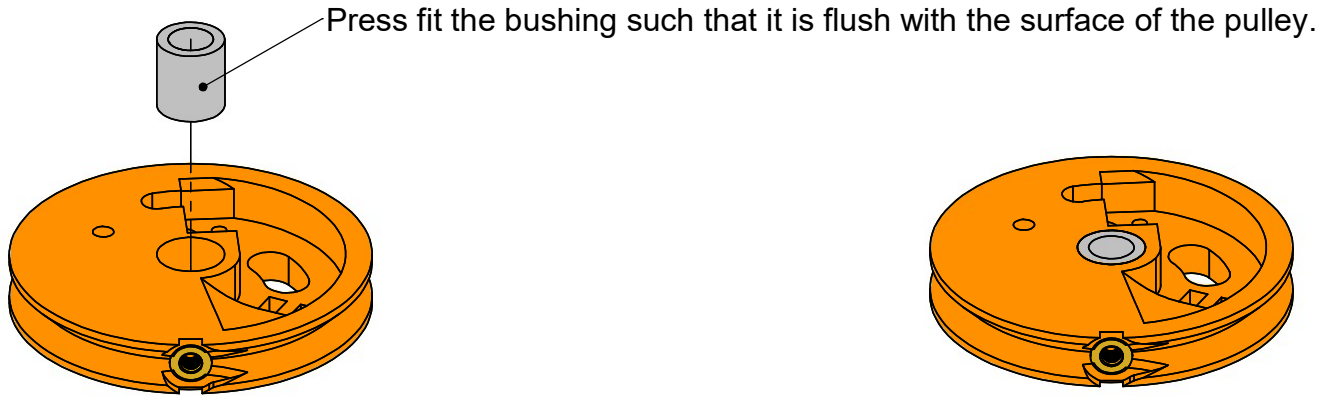 Press fit the bushing such that it is flush with the surface of the pulley.